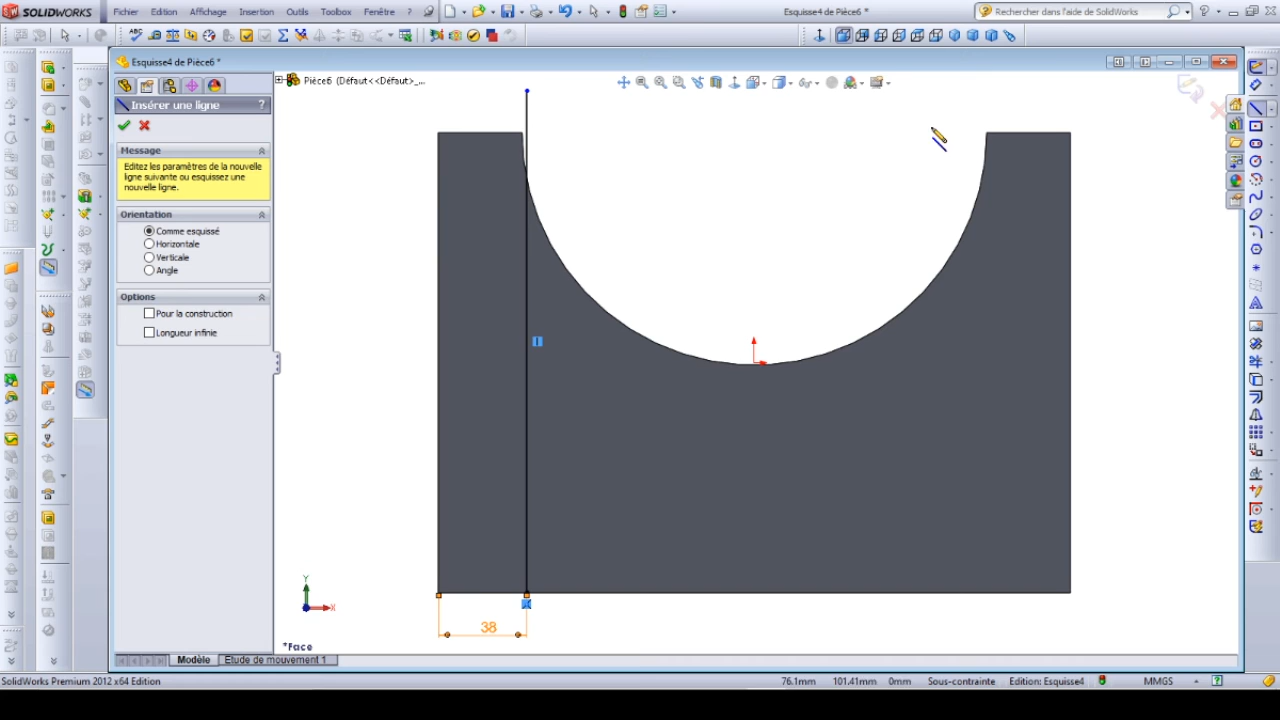 SOLIDWORKS Fichier Edition Affichage Insertion Outils Toolbox Fenêtre ? Esquisse4 de Pièce6 * Rechercher dans l'aide de SolidWorks
Esquisse4 de Pièce6 *
Pièce6 (Défaut<<Défaut>_...
Insérer une ligne ?
Message
Editez les paramètres de la nouvelle
ligne suivante ou esquissez une
nouvelle ligne.
Orientation
Comme esquissé
Horizontale
Verticale
Angle
Options
Pour la construction
Longueur infinie
38
Y
X
*Face
Modèle Etude de mouvement 1
SolidWorks Premium 2012 x64 Edition 76.1mm 101.41mm 0mm Sous-contrainte Edition: Esquisse4 MMGS